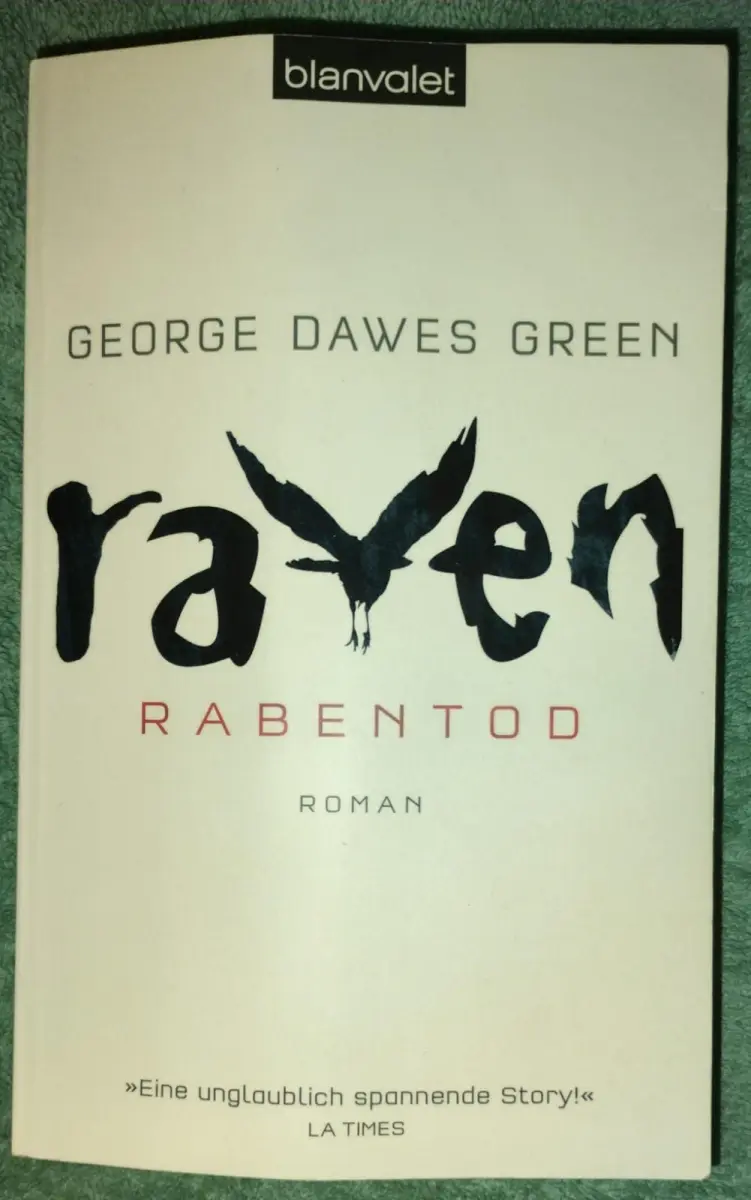 blanvalet
GEORGE DAWES GREEN
raven
RABENTOD
ROMAN
»Eine unglaublich spannende Story!«
LA TIMES